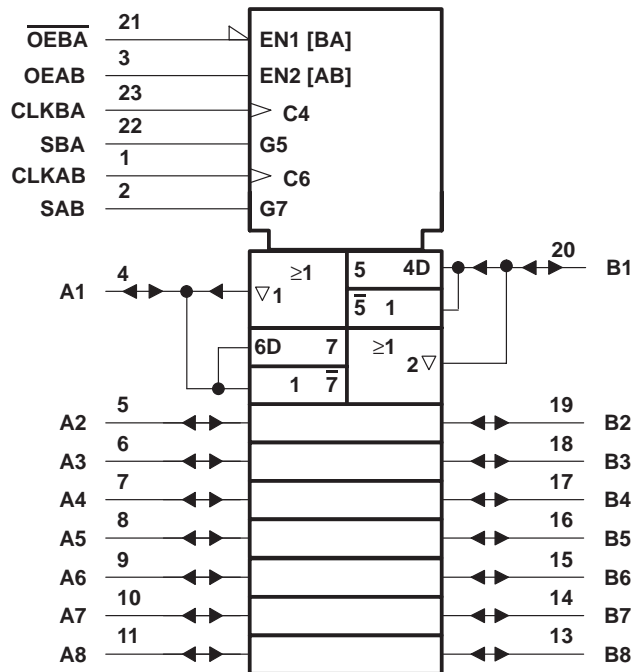 21
O̅E̅B̅A̅ EN1 [BA]
3
OEAB EN2 [AB]
23
CLKBA C4
22
SBA G5
1
CLKAB C6
2
SAB G7
4 ≥1 5 4D 20
A1 ▽1 5̅ 1 B1
6D 7 ≥1
1 7̅ 2▽
5 19
A2 B2
6 18
A3 B3
7 17
A4 B4
8 16
A5 B5
9 15
A6 B6
10 14
A7 B7
11 13
A8 B8